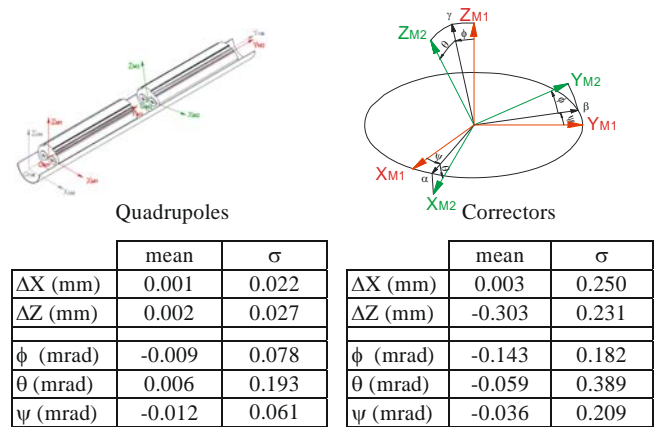 ZM2 γ ZM1
θ ϕ
YM2
ϕ β
ψ YM1
XM1 ψ
α θ
XM2
Quadrupoles Correctors
mean σ
ΔX (mm) 0.001 0.022
ΔZ (mm) 0.002 0.027
ϕ (mrad) -0.009 0.078
θ (mrad) 0.006 0.193
ψ (mrad) -0.012 0.061
mean σ
ΔX (mm) 0.003 0.250
ΔZ (mm) -0.303 0.231
ϕ (mrad) -0.143 0.182
θ (mrad) -0.059 0.389
ψ (mrad) -0.036 0.209